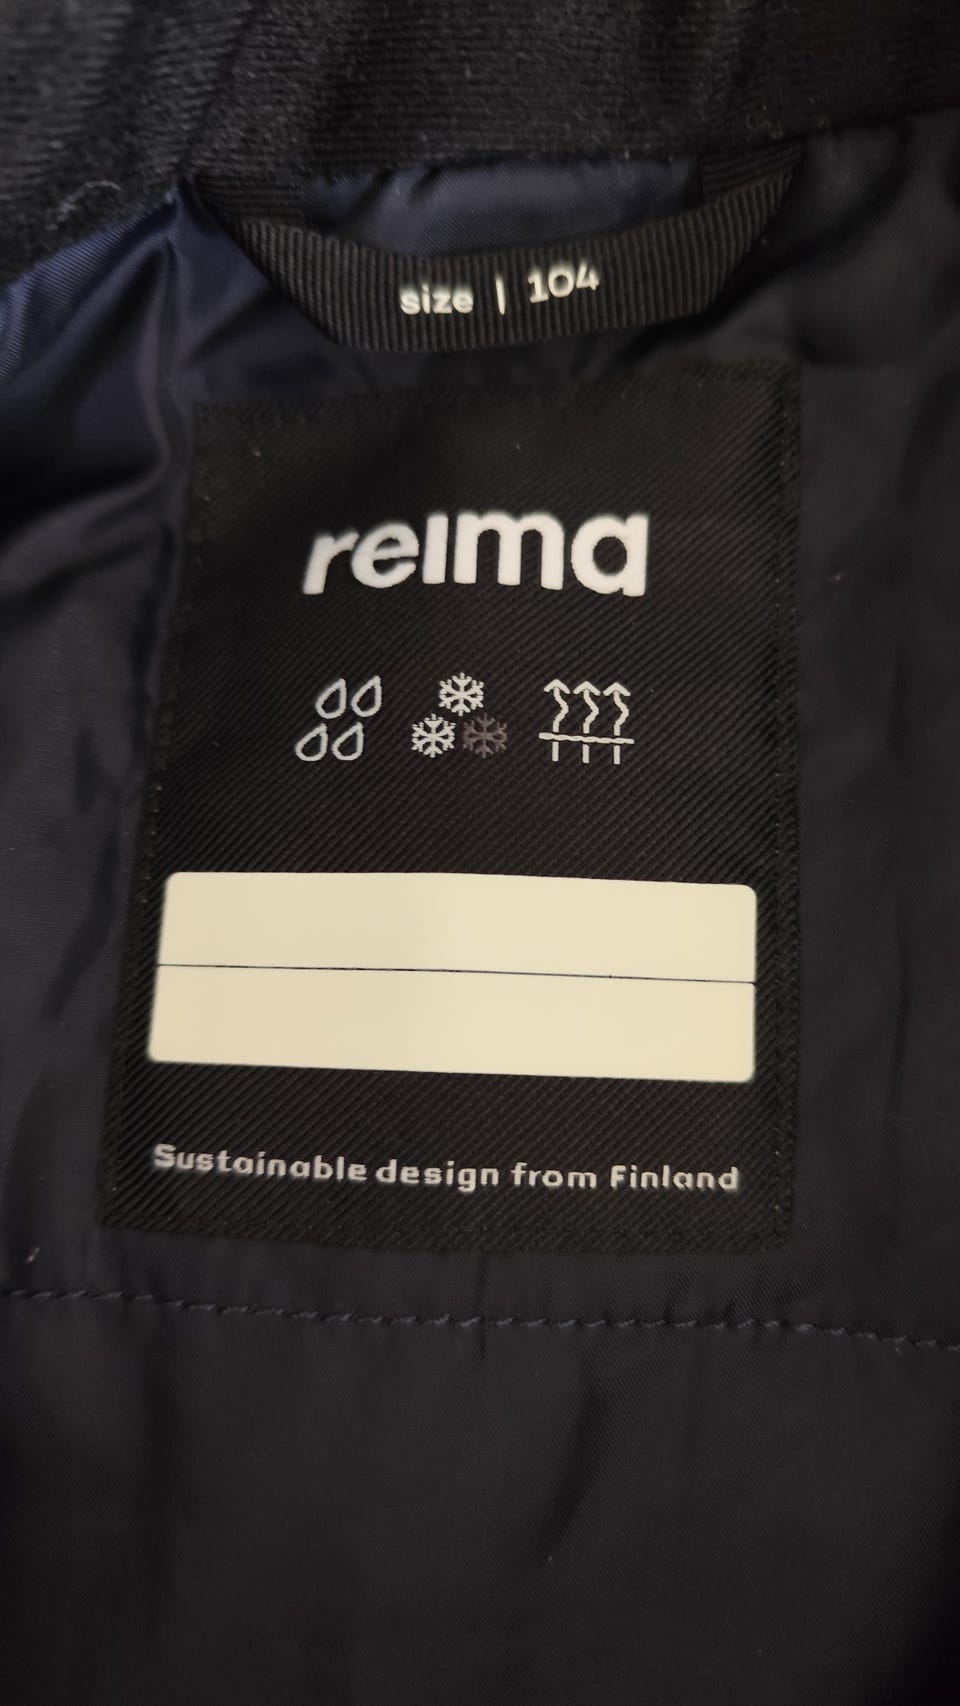 size | 104
reima
Sustainable design from Finland